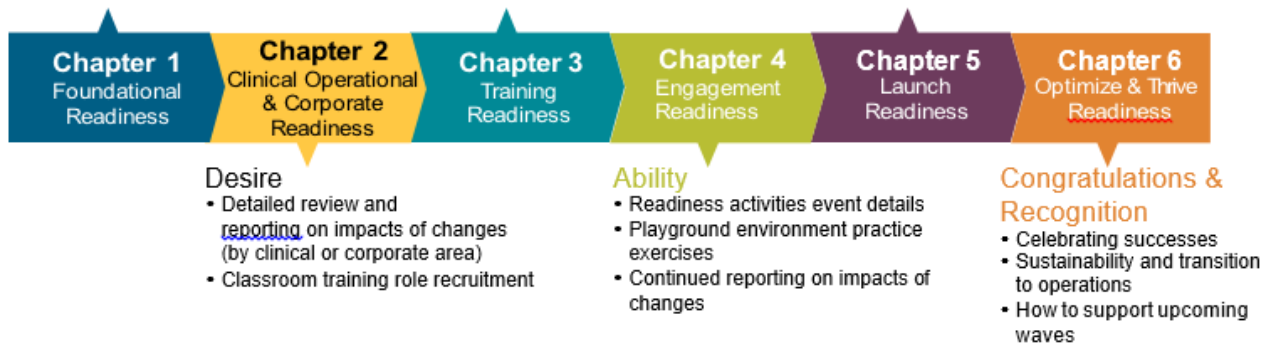 Chapter 1
Foundational
Readiness
Chapter 2
Clinical Operational
& Corporate
Readiness
Chapter 3
Training
Readiness
Chapter 4
Engagement
Readiness
Chapter 5
Launch
Readiness
Chapter 6
Optimize & Thrive
Readiness
Desire
• Detailed review and
reporting on impacts of changes
(by clinical or corporate area)
• Classroom training role recruitment
Ability
• Readiness activities event details
• Playground environment practice
exercises
• Continued reporting on impacts of
changes
Congratulations &
Recognition
• Celebrating successes
• Sustainability and transition
to operations
• How to support upcoming
waves